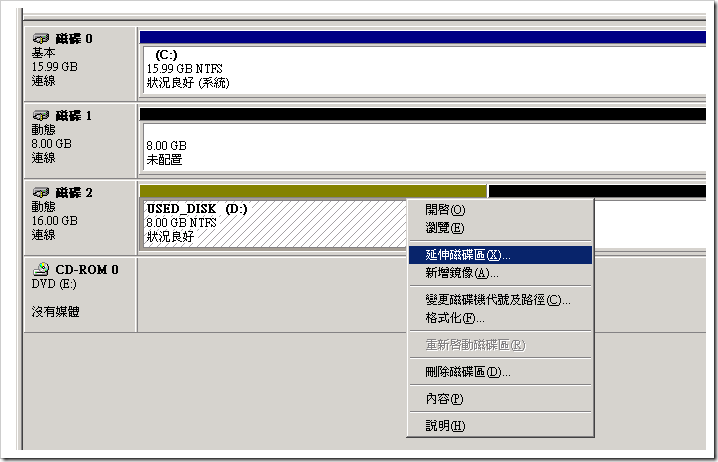 磁碟 0
基本
15.99 GB
連線
(C:)
15.99 GB NTFS
狀況良好 (系統)
磁碟 1
動態
8.00 GB
連線
8.00 GB
未配置
磁碟 2
動態
16.00 GB
連線
USED_DISK (D:)
8.00 GB NTFS
狀況良好
開啓(O)
瀏覽(E)
延伸磁碟區(X)...
新增鏡像(A)...
變更磁碟機代號及路徑(C)...
格式化(F)...
重新啓動磁碟區(R)
刪除磁碟區(D)...
內容(P)
說明(H)
CD-ROM 0
DVD (E:)
沒有媒體